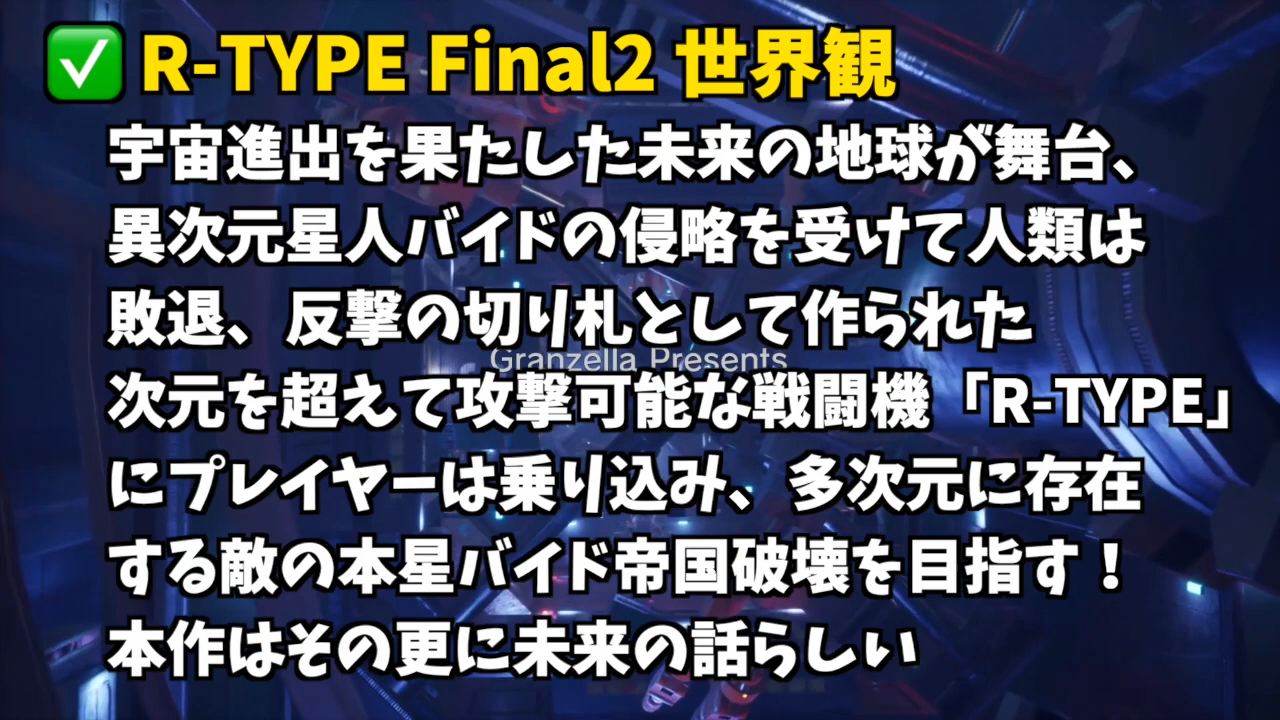 ✅ R-TYPE Final2 世界観
宇宙進出を果たした未来の地球が舞台、
異次元星人バイドの侵略を受けて人類は
敗退、反撃の切り札として作られた
Granzella Presents
次元を超えて攻撃可能な戦闘機「R-TYPE」
にプレイヤーは乗り込み、多次元に存在
する敵の本星バイド帝国破壊を目指す！
本作はその更に未来の話らしい